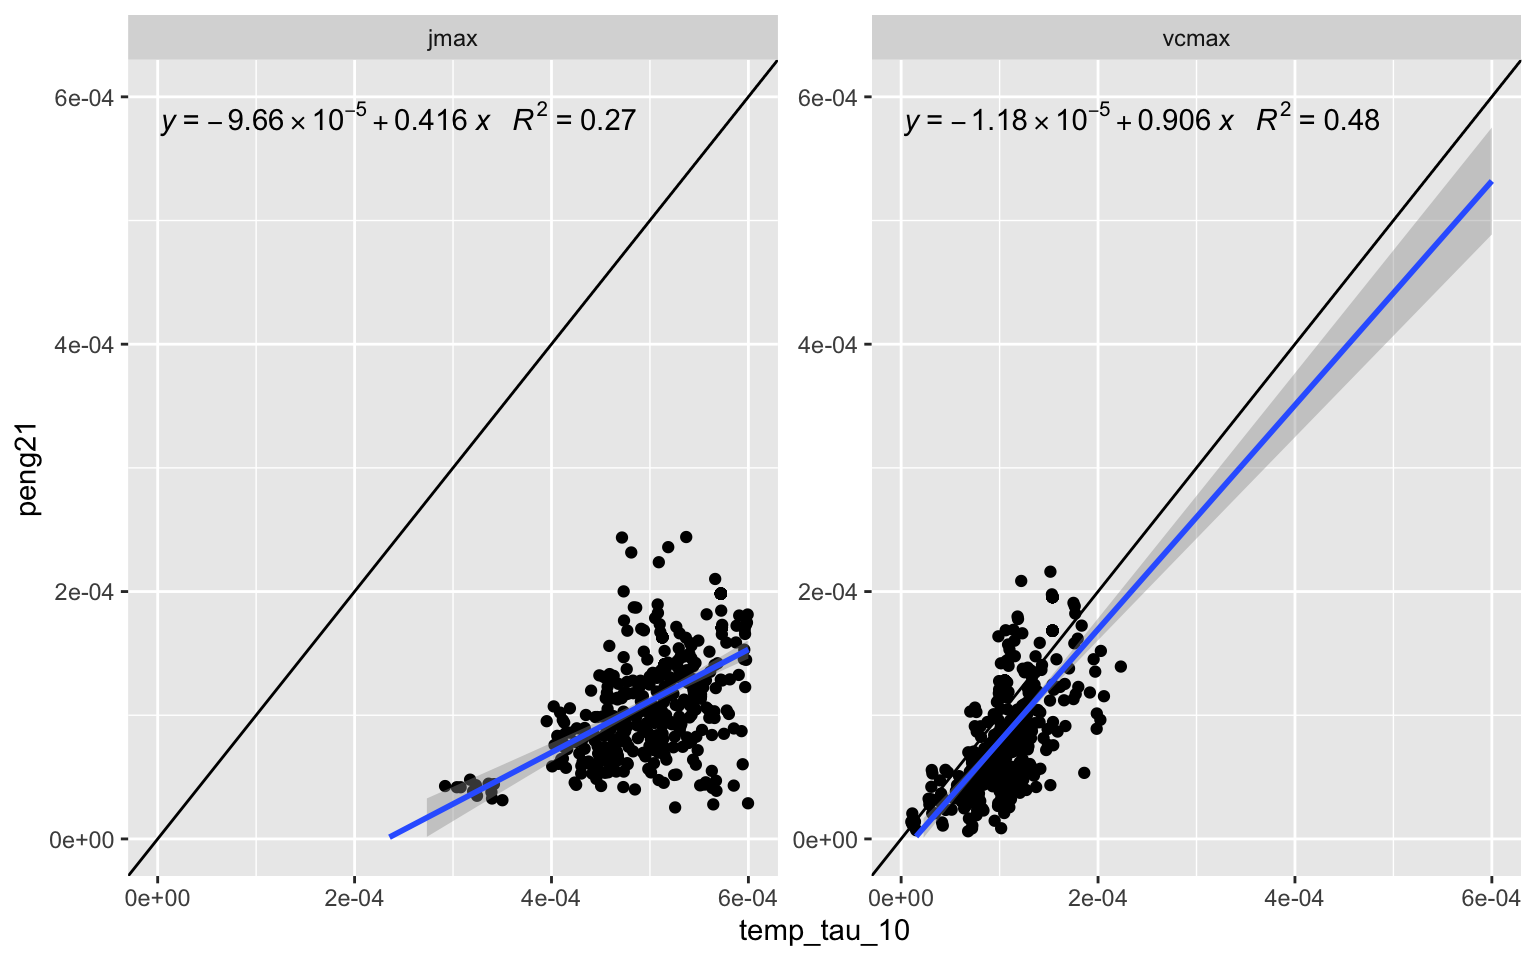 jmax
vcmax
y = −9.66×10⁻⁵+0.416 x R² = 0.27
y = −1.18×10⁻⁵+0.906 x R² = 0.48
6e-04
4e-04
2e-04
0e+00
6e-04
4e-04
2e-04
0e+00
0e+00 2e-04 4e-04 6e-04
0e+00 2e-04 4e-04 6e-04
peng21
temp_tau_10